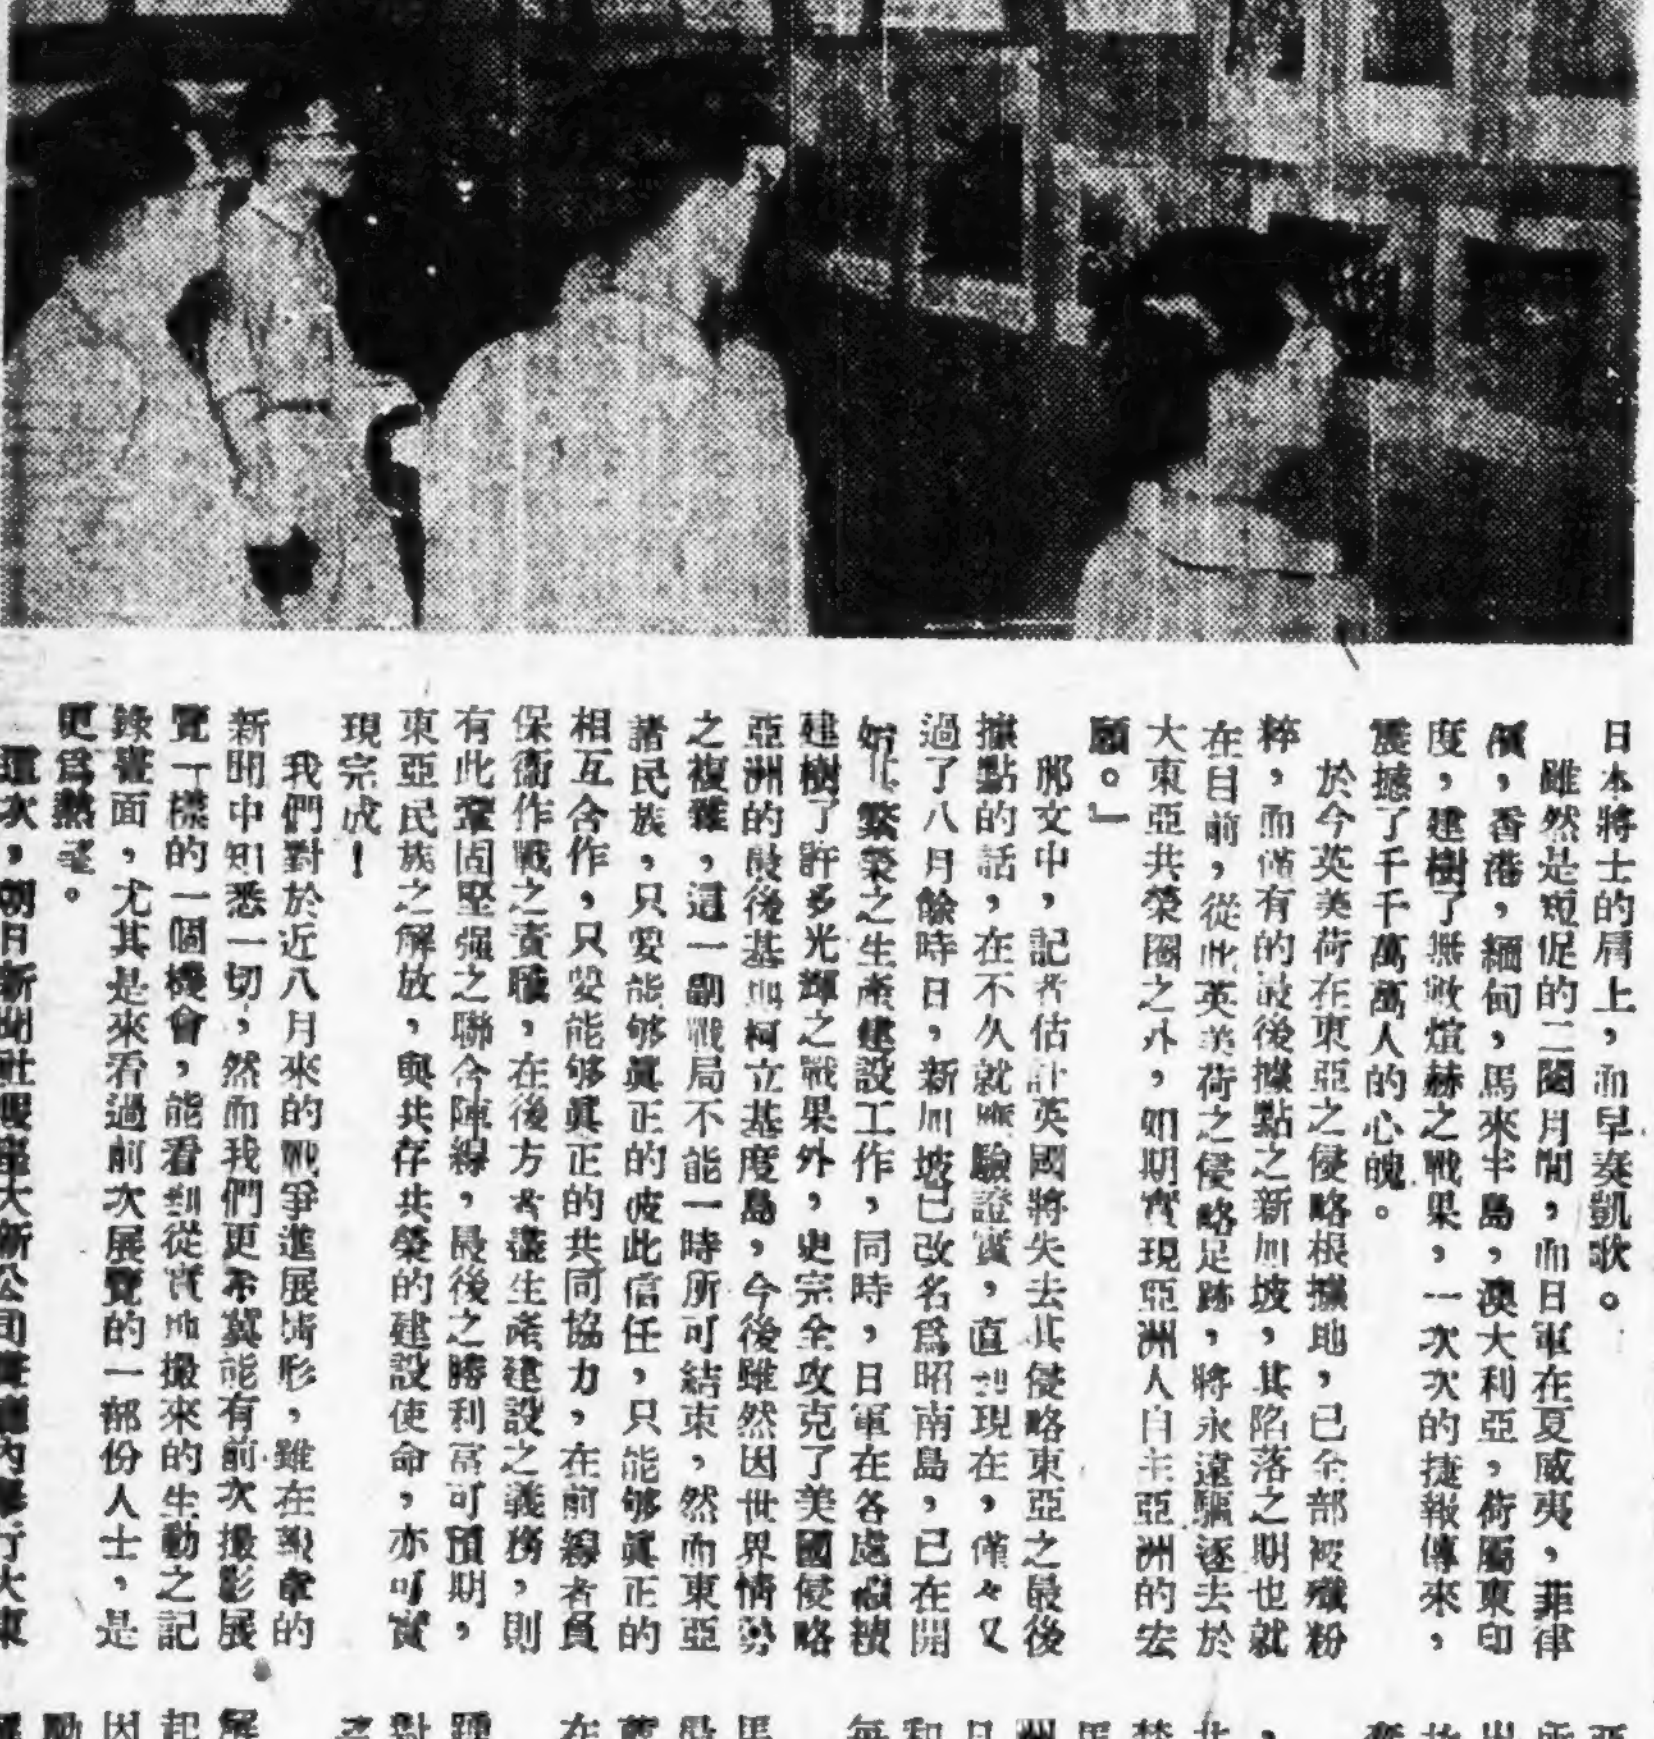 日本將士的肩上，而早奏凱歌。
雖然是短促的二閱月間，而日軍在夏威夷，菲律
賓，香港，緬甸，馬來半島，澳大利亞，荷屬東印
度，建樹了無數煊赫之戰果，一次次的捷報傳來，
震撼了千千萬萬人的心魄。
於今英美荷在東亞之侵略根據地，已全部被殲粉
粹，而僅有的最後據點之新加坡，其陷落之期也就
在目前，從此英美荷之侵略足跡，將永遠驅逐去於
大東亞共榮圈之外，如期實現亞洲人自主亞洲的宏
願。」
那文中，記者估計英國將失去其侵略東亞之最後
據點的話，在不久就應驗證實，直到現在，僅々又
過了八月餘時日，新加坡已改名爲昭南島，已在開
始其繁榮之生產建設工作，同時，日軍在各處繼續
建樹了許多光輝之戰果外，更完全攻克了美國侵略
亞洲的最後基地柯立基度島，今後雖然因世界情勢
之複雜，這一副戰局不能一時所可結束，然而東亞
諸民族，只要能够眞正的彼此信任，只能够眞正的
相互合作，只要能够眞正的共同協力，在前線者負
保衞作戰之責職，在後方者盡生產建設之義務，則
有此鞏固堅强之聯合陣線，最後之勝利當可預期，
東亞民族之解放，與共存共榮的建設使命，亦可實
現完成！
我們對於近八月來的戰爭進展情形，雖在報章的
新聞中知悉一切，然而我們更希冀能有前次攝影展
覽一樣的一個機會，能看到從實地攝來的生動之記
錄畫面，尤其是來看過前次展覽的一部份人士，是
更爲熱望。
這次，朝日新聞社假座大新公司畫廳內舉行大東